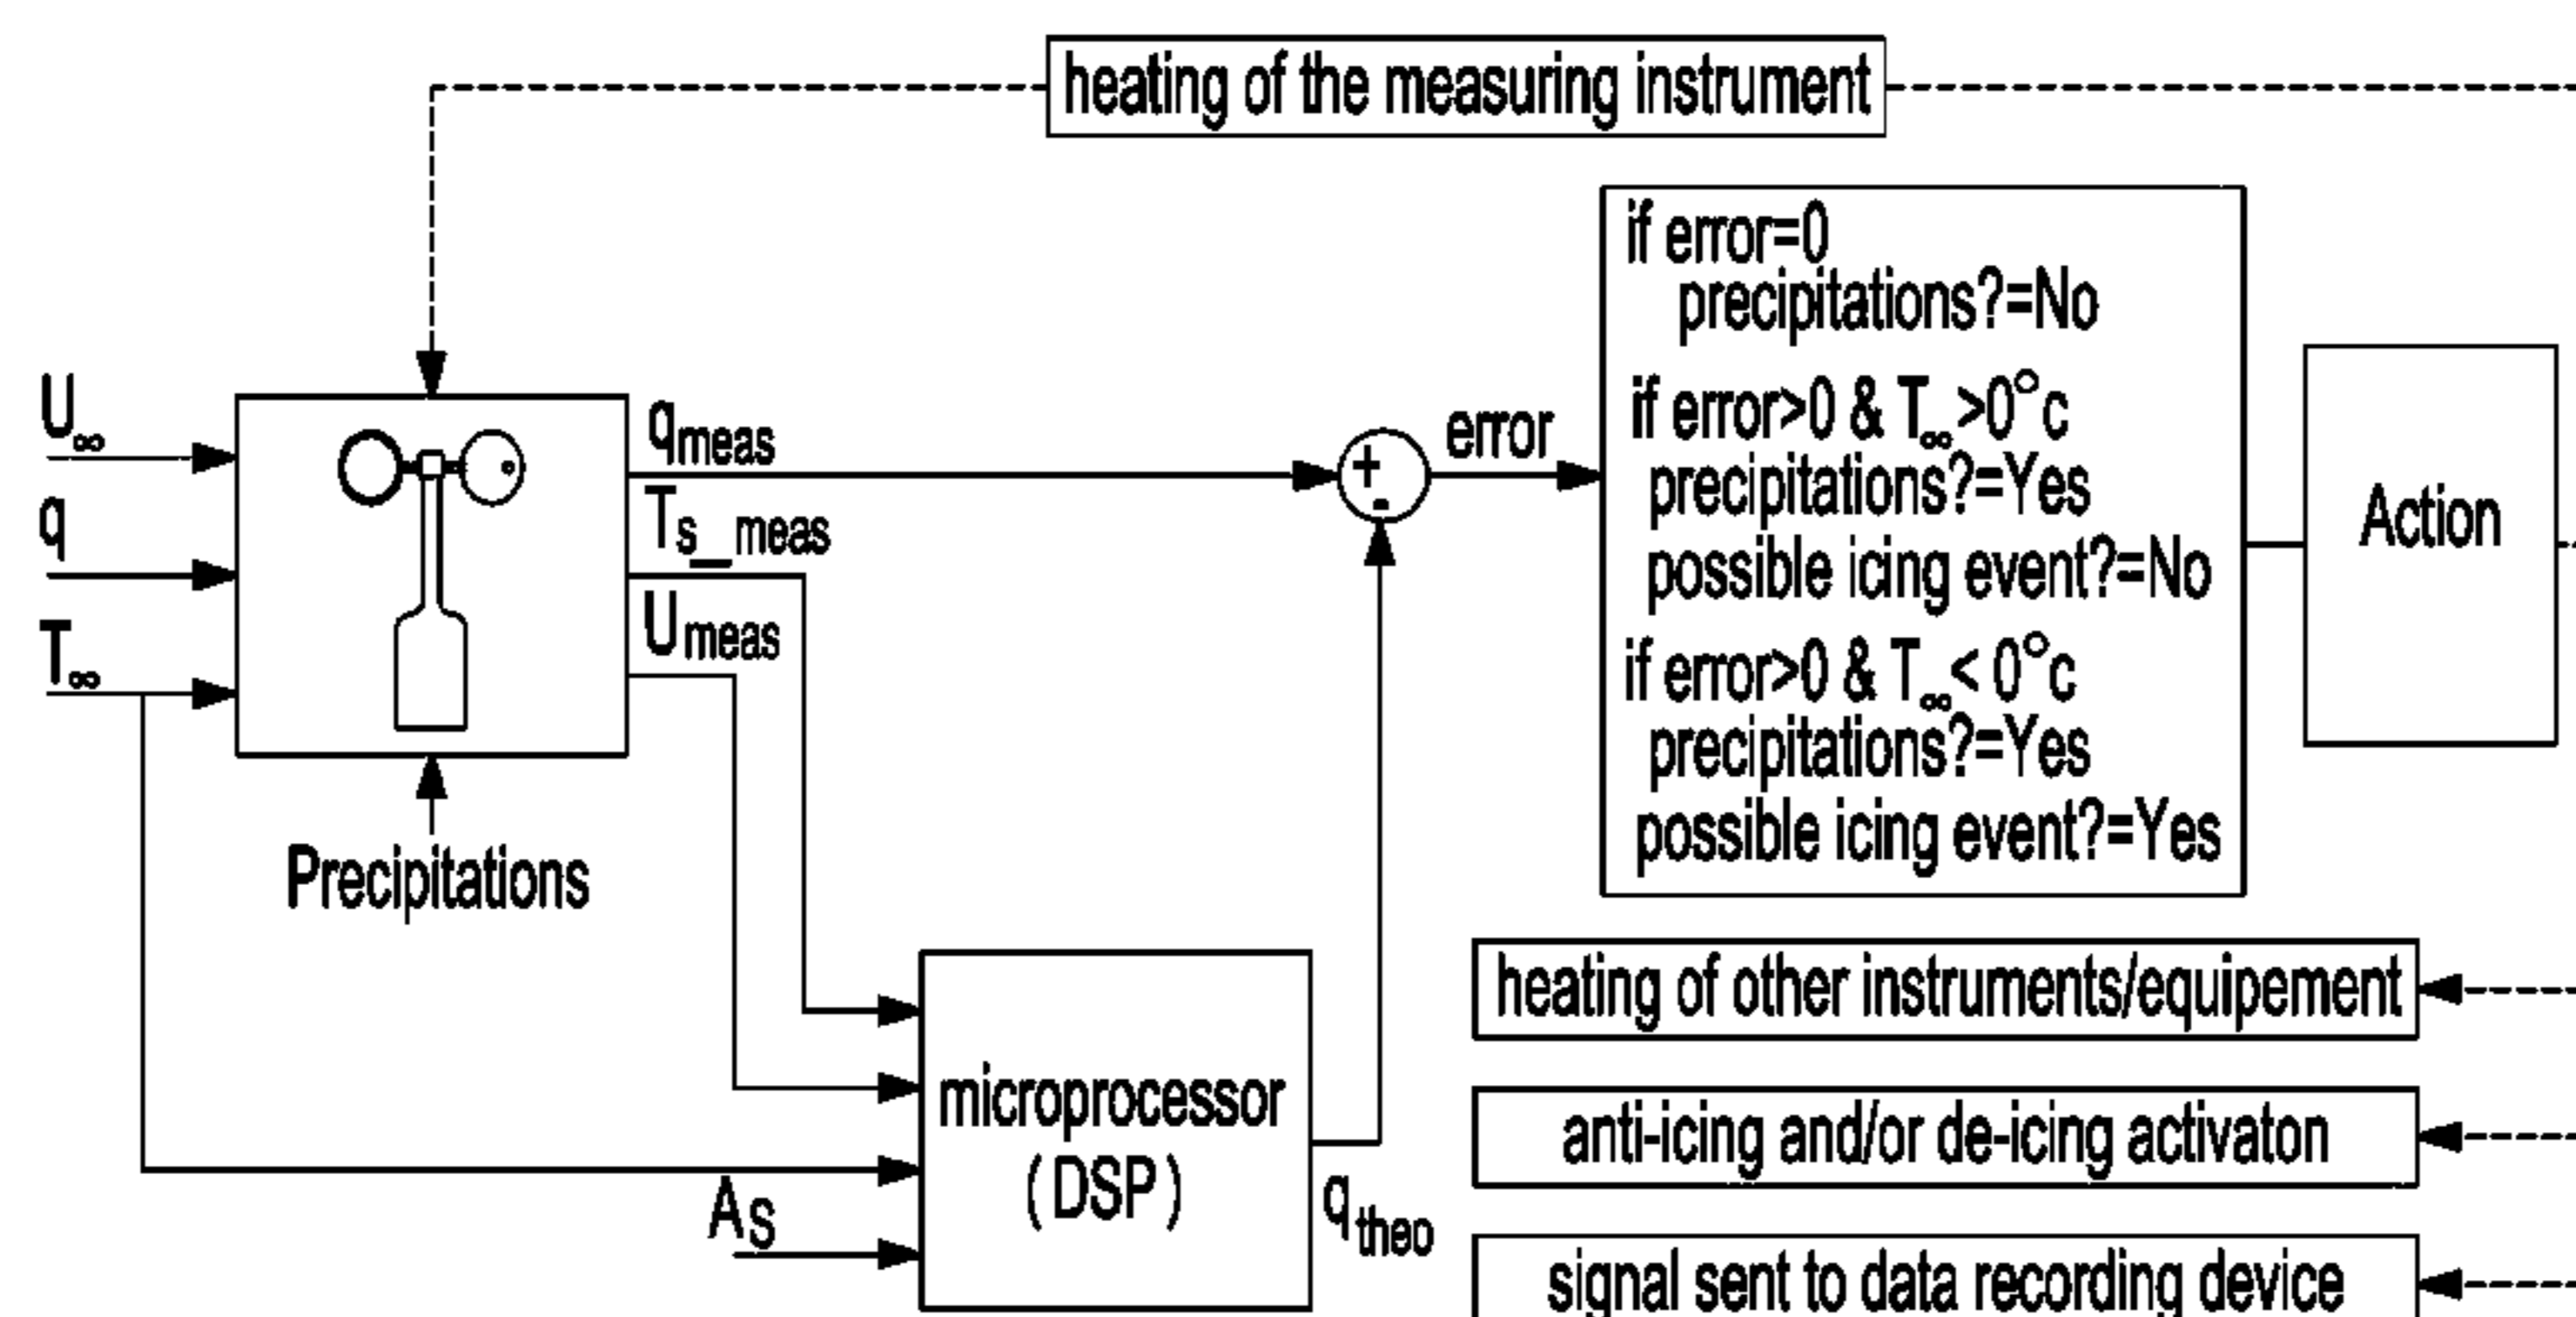 heating of the measuring instrument
if error=0
precipitations?=No
if error>0 & T∞>0°c
precipitations?=Yes
possible icing event?=No
if error>0 & T∞< 0°c
precipitations?=Yes
possible icing event?=Yes
Action
U∞
q
T∞
qmeas
Ts_meas
Umeas
+
-
error
Precipitations
microprocessor
(DSP)
AS
qtheo
heating of other instruments/equipement
anti-icing and/or de-icing activaton
signal sent to data recording device